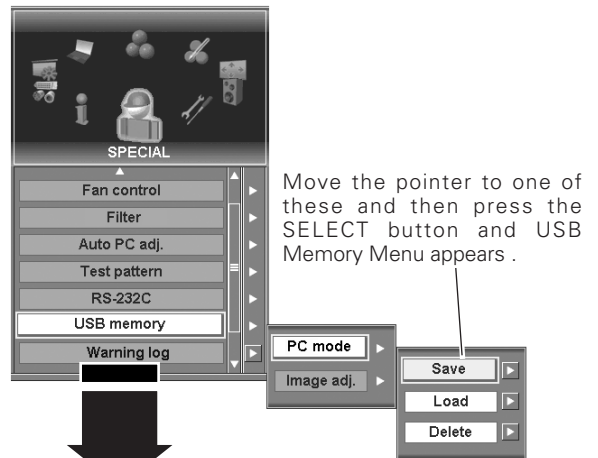 SPECIAL
Fan control
Filter
Auto PC adj.
Test pattern
RS-232C
USB memory
Warning log
Move the pointer to one of
these and then press the
SELECT button and USB
Memory Menu appears .
PC mode
Image adj.
Save
Load
Delete